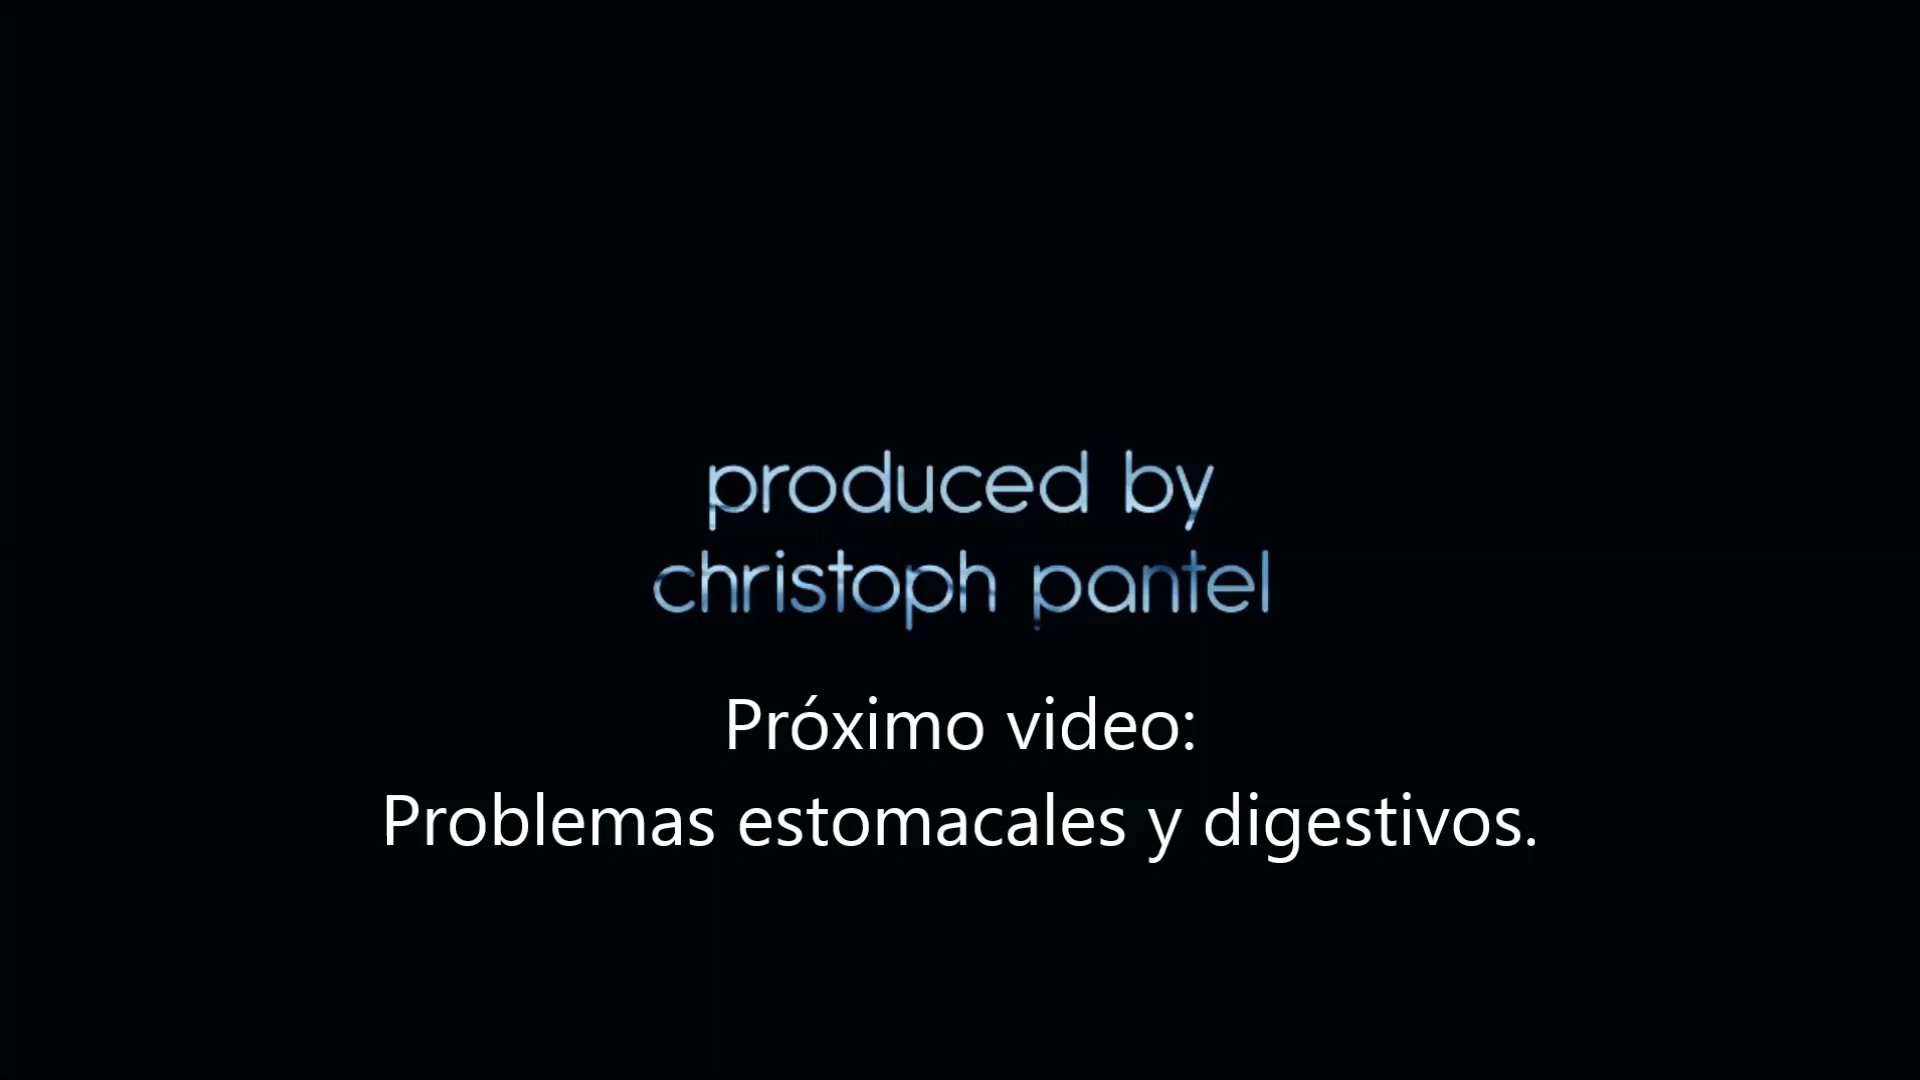 produced by
christoph pantel
Próximo video:
Problemas estomacales y digestivos.